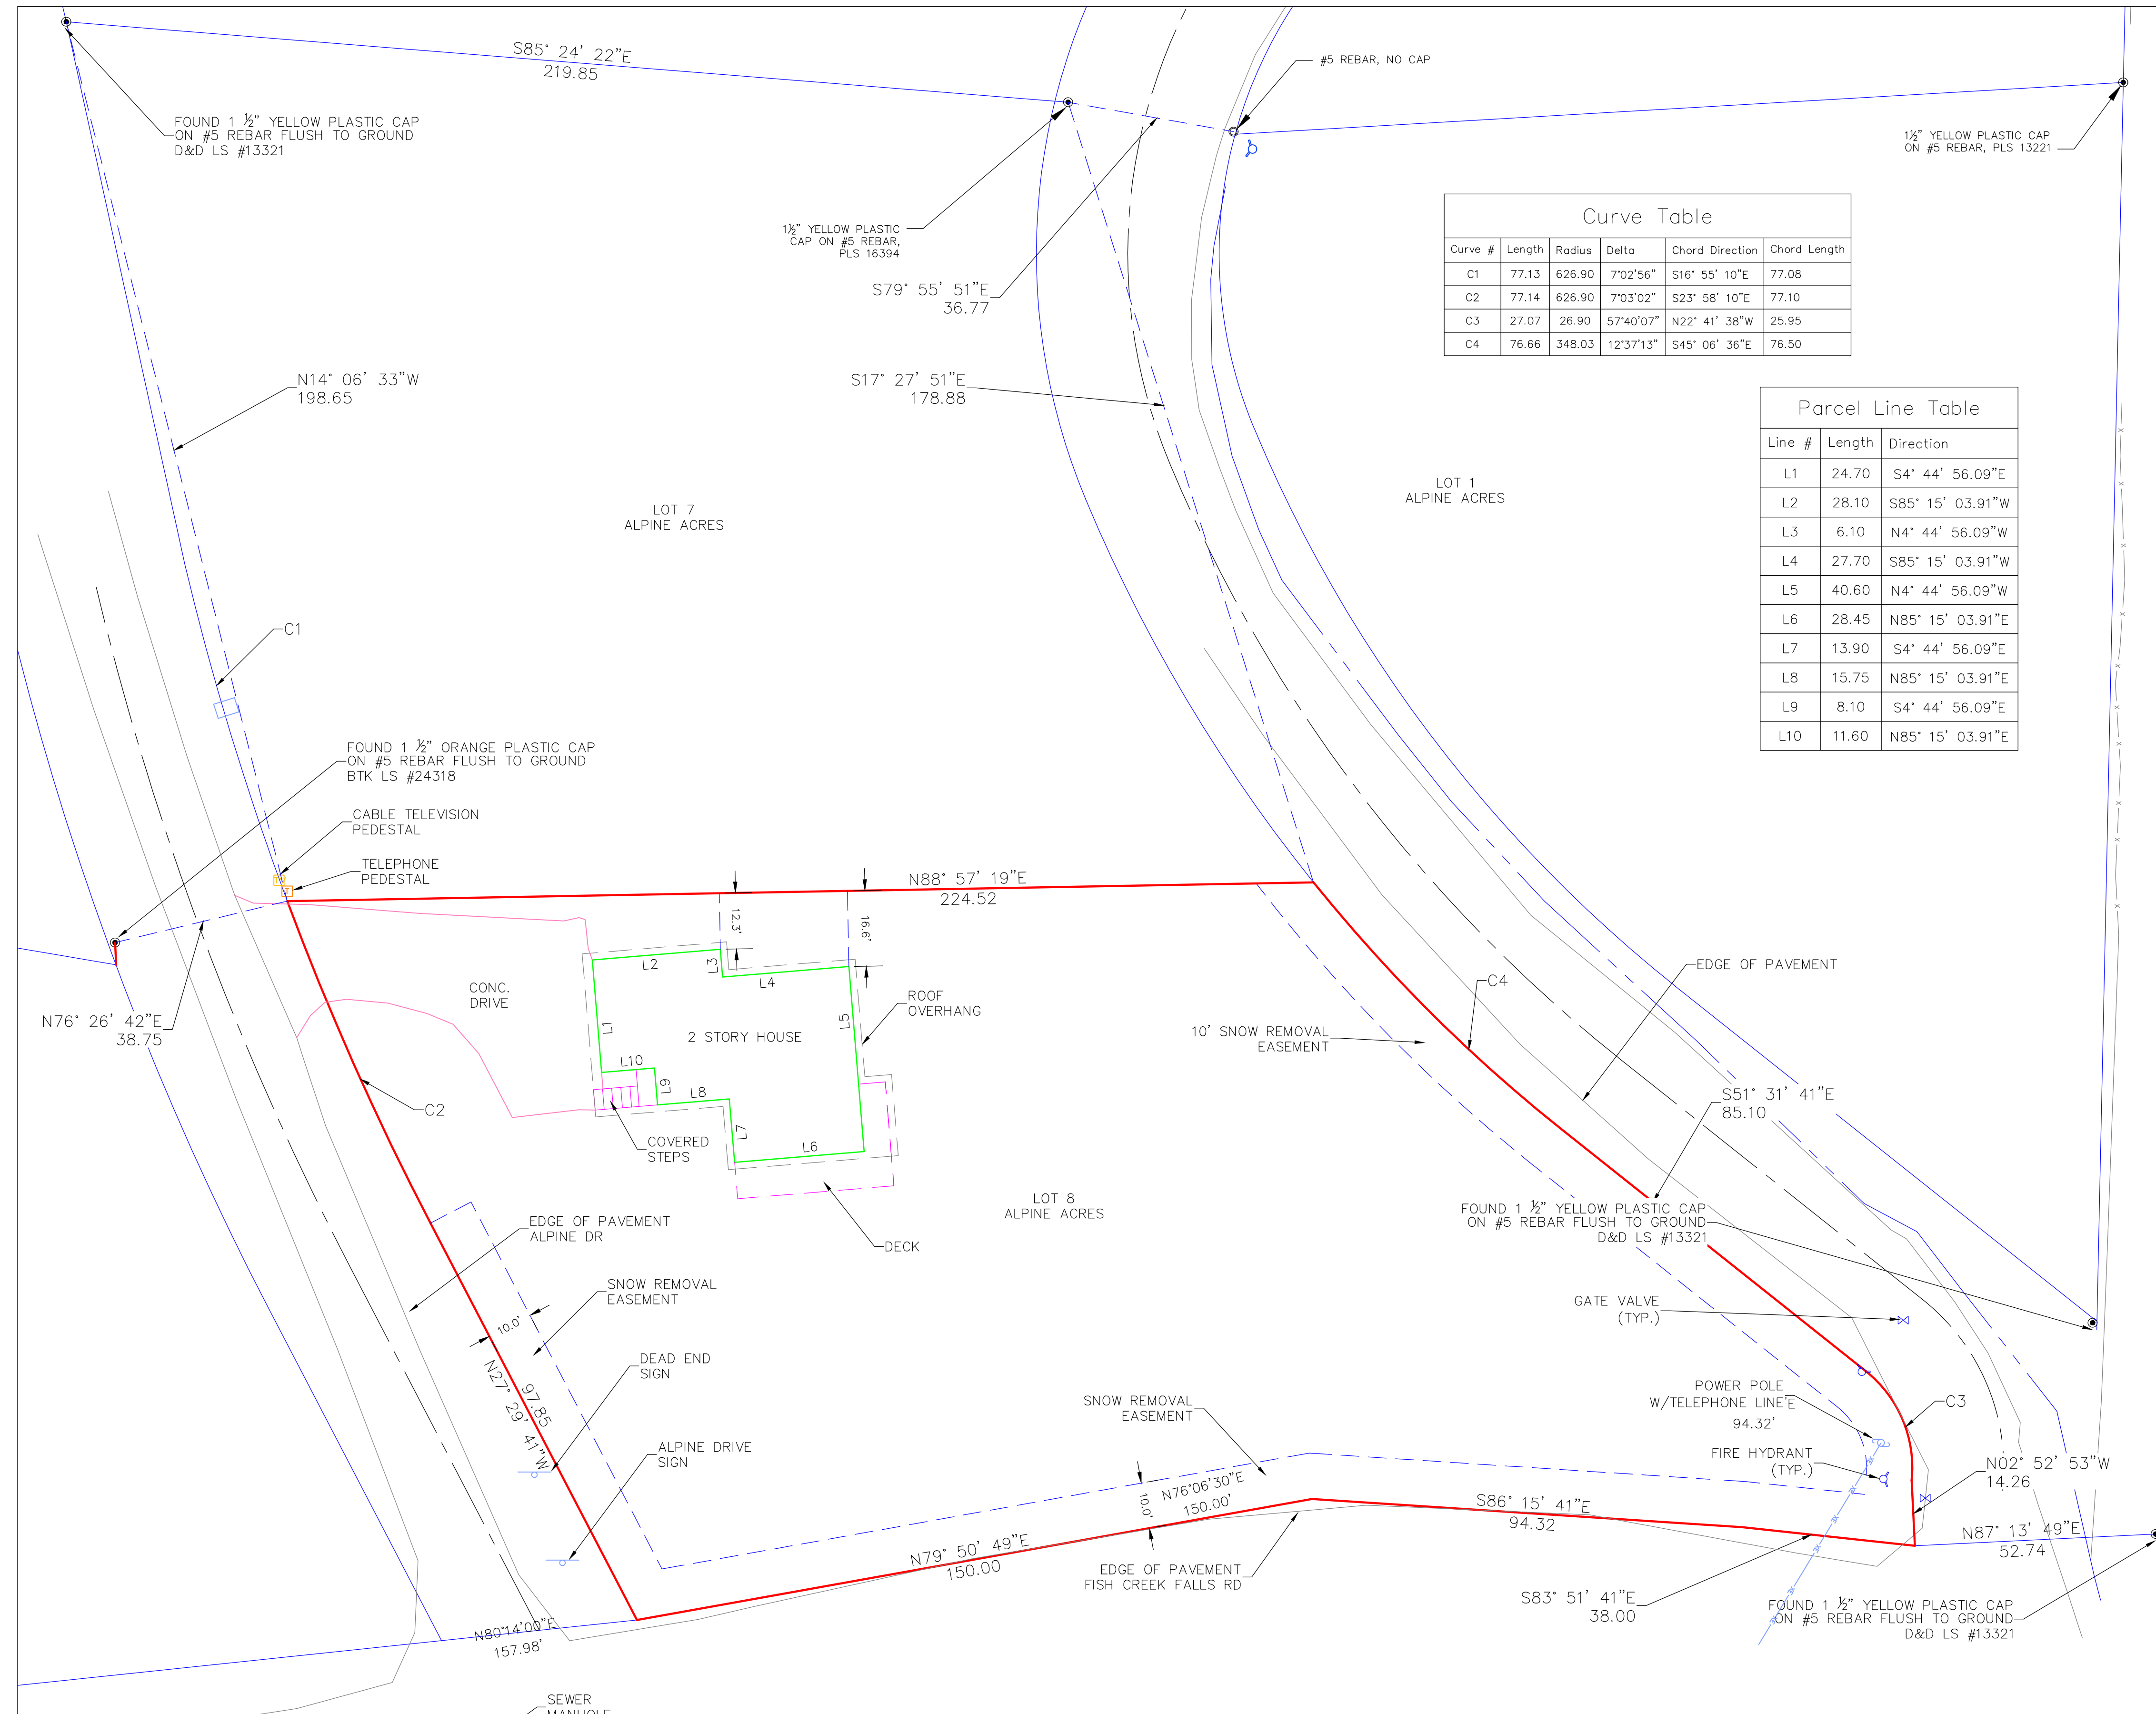 S85° 24' 22"E
219.85
#5 REBAR, NO CAP
FOUND 1 ½" YELLOW PLASTIC CAP
ON #5 REBAR FLUSH TO GROUND
D&D LS #13321
1½" YELLOW PLASTIC CAP
ON #5 REBAR, PLS 13221
1½" YELLOW PLASTIC
CAP ON #5 REBAR,
PLS 16394
S79° 55' 51"E
36.77
Curve Table
Curve # Length Radius Delta Chord Direction Chord Length
C1 77.13 626.90 7°02'56" S16° 55' 10"E 77.08
C2 77.14 626.90 7°03'02" S23° 58' 10"E 77.10
C3 27.07 26.90 57°40'07" N22° 41' 38"W 25.95
C4 76.66 348.03 12°37'13" S45° 06' 36"E 76.50
N14° 06' 33"W
198.65
S17° 27' 51"E
178.88
Parcel Line Table
Line # Length Direction
L1 24.70 S4° 44' 56.09"E
L2 28.10 S85° 15' 03.91"W
L3 6.10 N4° 44' 56.09"W
L4 27.70 S85° 15' 03.91"W
L5 40.60 N4° 44' 56.09"W
L6 28.45 N85° 15' 03.91"E
L7 13.90 S4° 44' 56.09"E
L8 15.75 N85° 15' 03.91"E
L9 8.10 S4° 44' 56.09"E
L10 11.60 N85° 15' 03.91"E
LOT 7
ALPINE ACRES
LOT 1
ALPINE ACRES
C1
FOUND 1 ½" ORANGE PLASTIC CAP
ON #5 REBAR FLUSH TO GROUND
BTK LS #24318
CABLE TELEVISION
PEDESTAL
TELEPHONE
PEDESTAL
N88° 57' 19"E
224.52
12.3'
16.6'
L2
L3
L4
CONC.
DRIVE
ROOF
OVERHANG
L1
L5
2 STORY HOUSE
N76° 26' 42"E
38.75
L10
L9
L8
L7
L6
C2
COVERED
STEPS
EDGE OF PAVEMENT
C4
10' SNOW REMOVAL
EASEMENT
S51° 31' 41"E
85.10
LOT 8
ALPINE ACRES
FOUND 1 ½" YELLOW PLASTIC CAP
ON #5 REBAR FLUSH TO GROUND
D&D LS #13321
EDGE OF PAVEMENT
ALPINE DR
DECK
SNOW REMOVAL
EASEMENT
10.0'
GATE VALVE
(TYP.)
DEAD END
SIGN
97.85
N27° 29' 41"W
POWER POLE
W/TELEPHONE LINE'E
94.32'
C3
SNOW REMOVAL
EASEMENT
ALPINE DRIVE
SIGN
FIRE HYDRANT
(TYP.)
N02° 52' 53"W
14.26
N76°06'30"E
150.00'
10.0'
S86° 15' 41"E
94.32
N87° 13' 49"E
52.74
N79° 50' 49"E
150.00
EDGE OF PAVEMENT
FISH CREEK FALLS RD
S83° 51' 41"E
38.00
FOUND 1 ½" YELLOW PLASTIC CAP
ON #5 REBAR FLUSH TO GROUND
D&D LS #13321
N80°14'00"E
157.98'
SEWER
MANHOLE